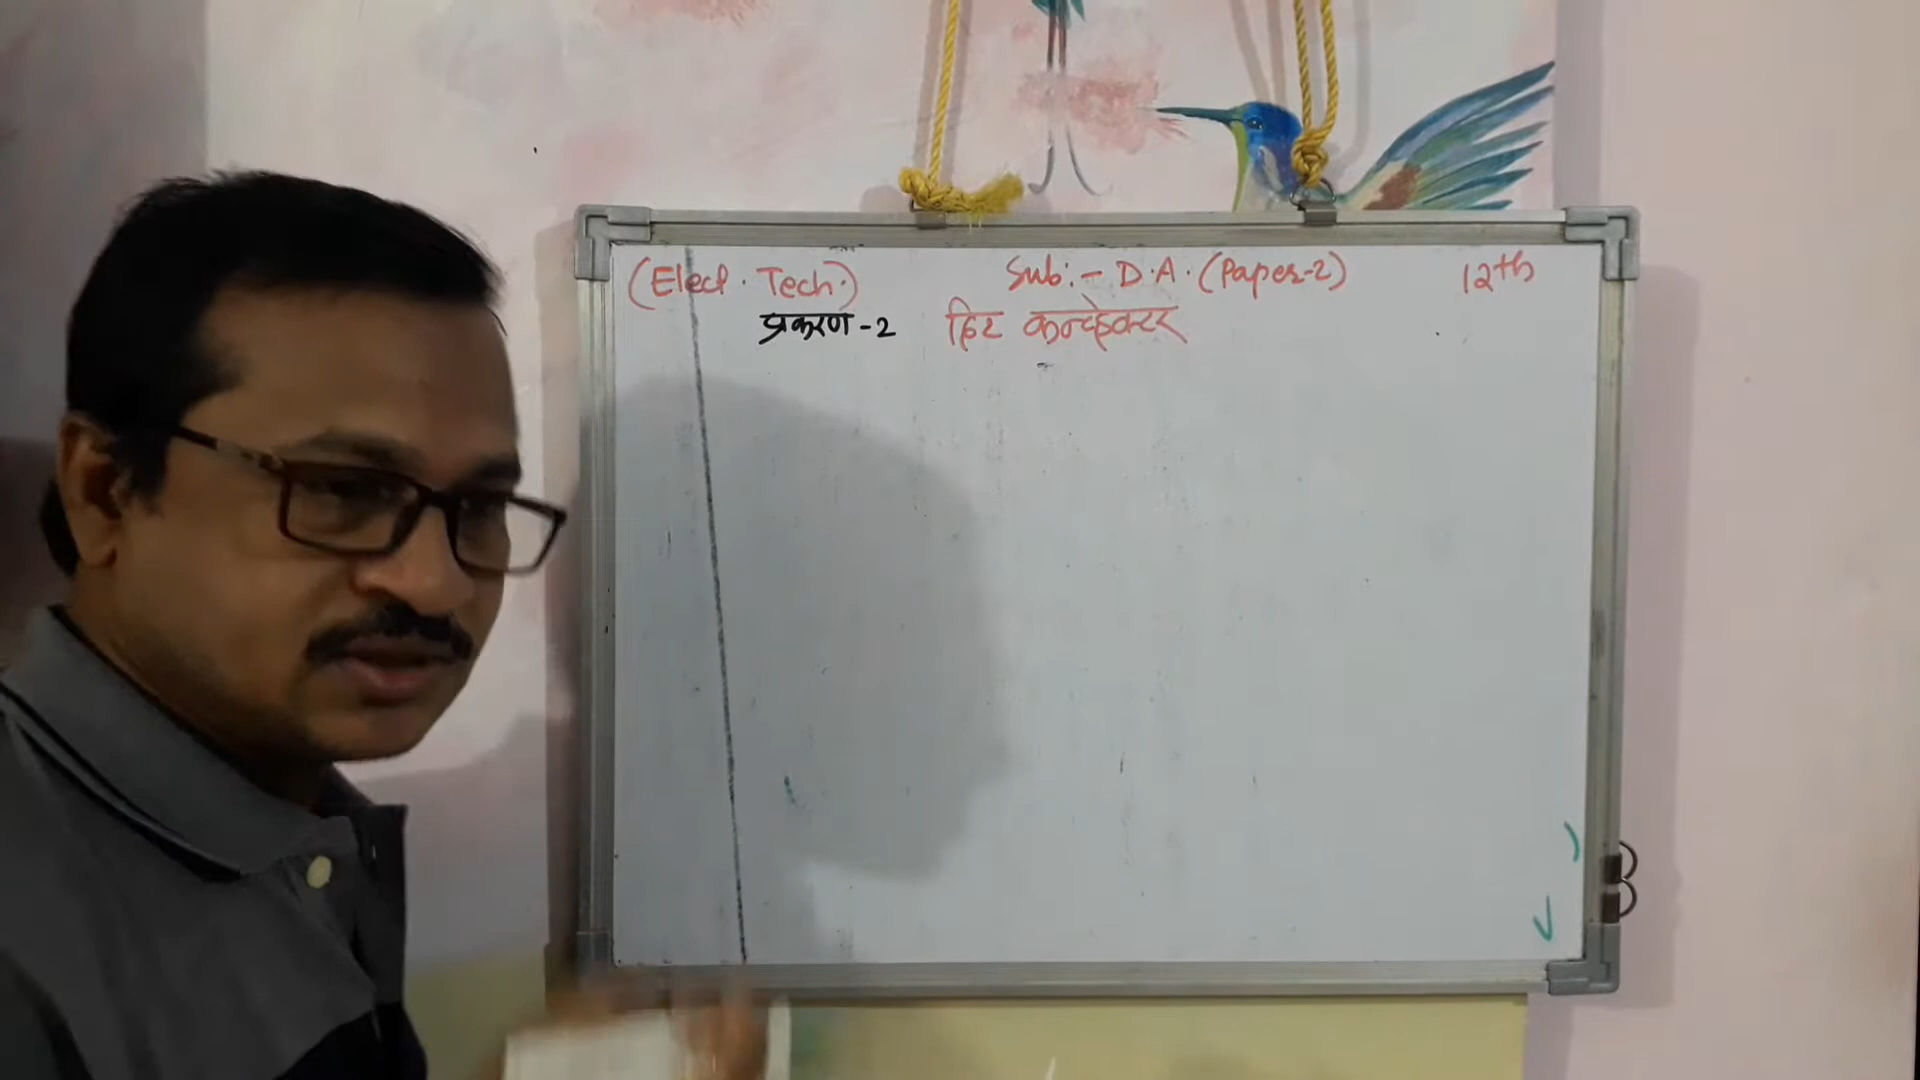 (Elect. Tech.) Sub:- D.A. (Paper-2) 12th
प्रकरण-2 हिट कन्व्हेक्टर